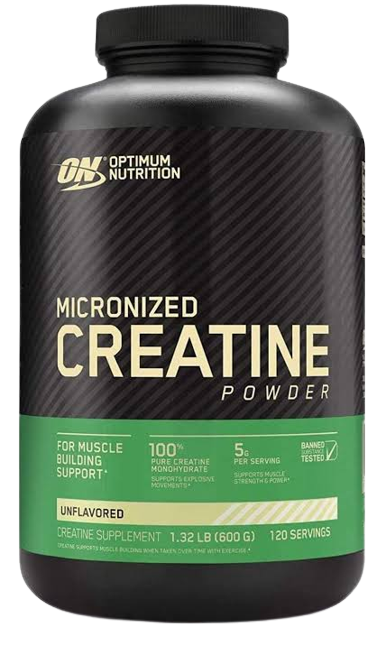 ON® OPTIMUM
NUTRITION
MICRONIZED
CREATINE
POWDER
FOR MUSCLE
BUILDING
SUPPORT*
100%
PURE CREATINE
MONOHYDRATE
SUPPORTS EXPLOSIVE
MOVEMENTS*
5G
PER SERVING
SUPPORTS MUSCLE
STRENGTH & POWER*
BANNED
SUBSTANCE
TESTED
UNFLAVORED
CREATINE SUPPLEMENT 1.32 LB (600 G) 120 SERVINGS
CREATINE SUPPORTS MUSCLE BUILDING WHEN TAKEN OVER TIME WITH EXERCISE.*